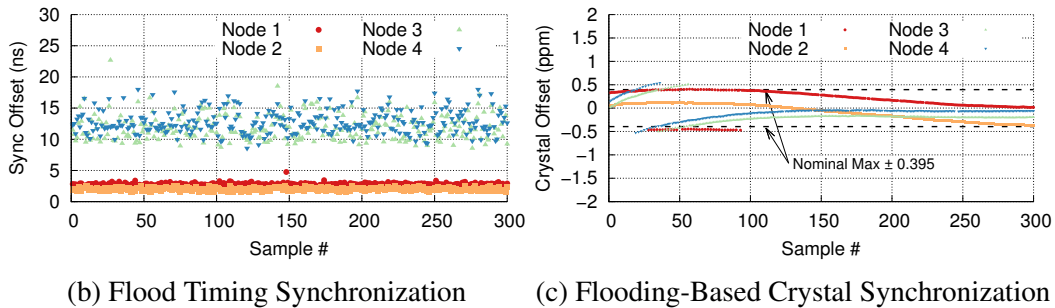 30
25
20
15
10
5
0
Sync Offset (ns)
Node 1
Node 2
Node 3
Node 4
0 50 100 150 200 250 300
Sample #
(b) Flood Timing Synchronization
2
1.5
1
0.5
0
−0.5
−1
−1.5
−2
Crystal Offset (ppm)
Node 1
Node 2
Node 3
Node 4
Nominal Max ± 0.395
0 50 100 150 200 250 300
Sample #
(c) Flooding-Based Crystal Synchronization